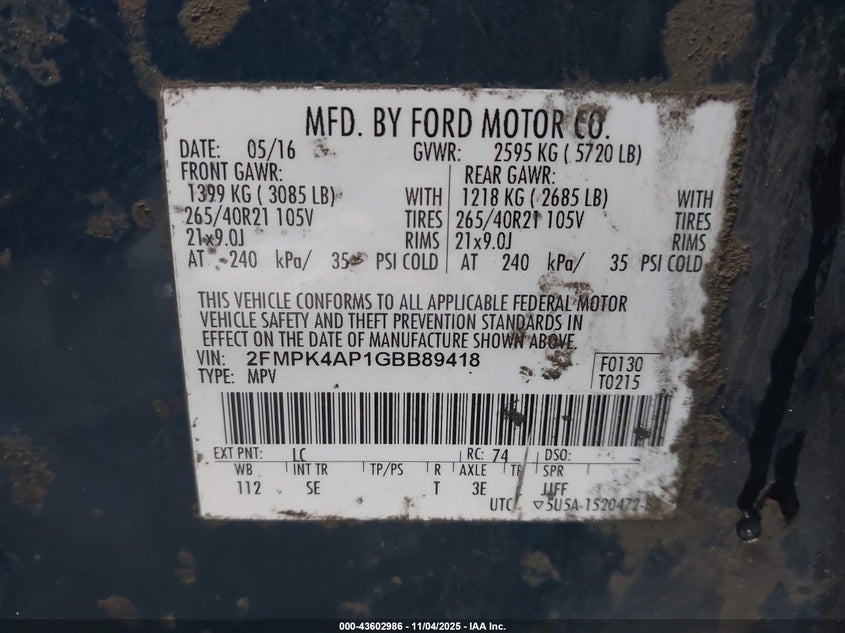 MFD. BY FORD MOTOR CO.
DATE: 05/16 GVWR: 2595 KG ( 5720 LB)
FRONT GAWR: REAR GAWR:
1399 KG ( 3085 LB) WITH 1218 KG ( 2685 LB) WITH
265/40R21 105V TIRES 265/40R21 105V TIRES
21x9.0J RIMS 21x9.0J RIMS
AT 240 kPa/ 35 PSI COLD AT 240 kPa/ 35 PSI COLD
THIS VEHICLE CONFORMS TO ALL APPLICABLE FEDERAL MOTOR
VEHICLE SAFETY AND THEFT PREVENTION STANDARDS IN
EFFECT ON THE DATE OF MANUFACTURE SHOWN ABOVE.
VIN: 2FMPK4AP1GBB89418 F0130
TYPE: MPV T0215
EXT PNT: LC RC: 74 DSO:
WB INT TR TP/PS R AXLE TR SPR
112 SE T 3E
UTC ▽5U5A-1520472-
000-43602986 - 11/04/2025 - IAA Inc.